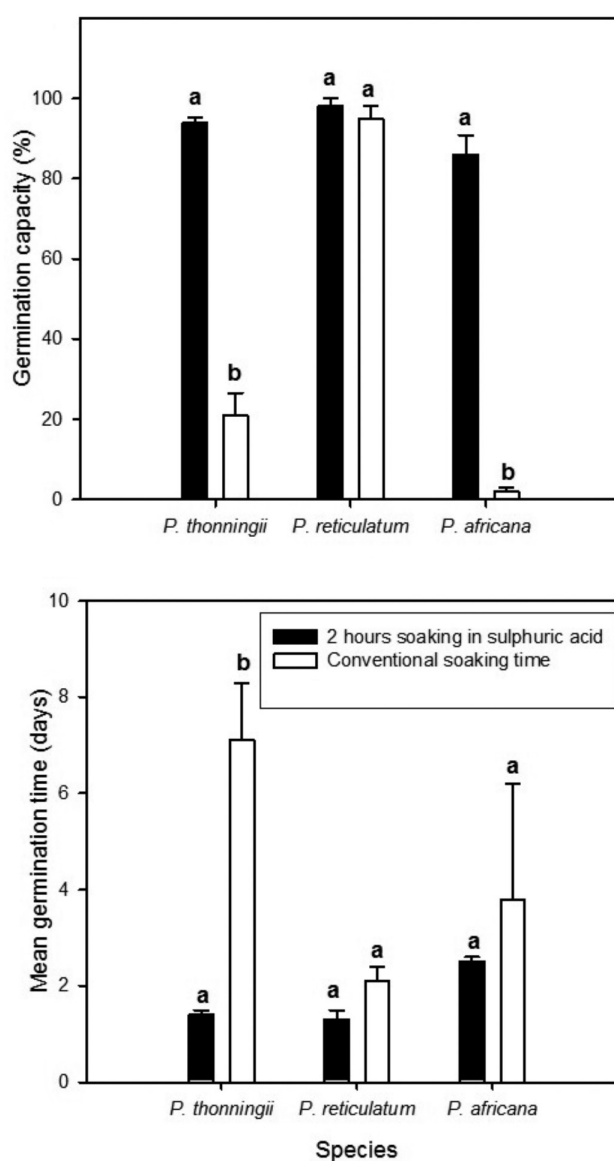 Germination capacity (%)
100
80
60
40
20
0
a
b
a
a
a
b
P. thonningii
P. reticulatum
P. africana
Mean germination time (days)
10
8
6
4
2
0
2 hours soaking in sulphuric acid
Conventional soaking time
a
b
a
a
a
a
P. thonningii
P. reticulatum
P. africana
Species